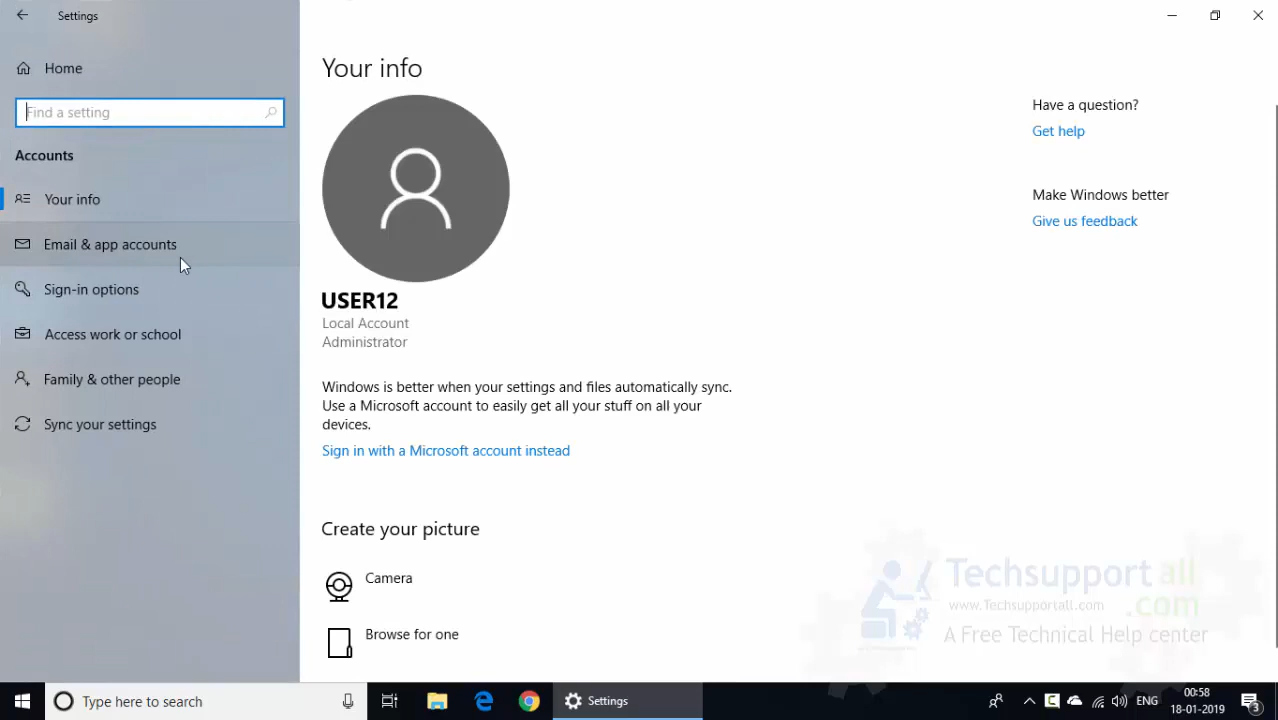 Settings
Home
Find a setting
Accounts
Your info
Email & app accounts
Sign-in options
Access work or school
Family & other people
Sync your settings
Your info
USER12
Local Account
Administrator
Windows is better when your settings and files automatically sync.
Use a Microsoft account to easily get all your stuff on all your
devices.
Sign in with a Microsoft account instead
Create your picture
Camera
Browse for one
Have a question?
Get help
Make Windows better
Give us feedback
Techsupport all
www.Techsupportall.com .com
A Free Technical Help center
Type here to search
Settings
ENG
00:58
18-01-2019
3